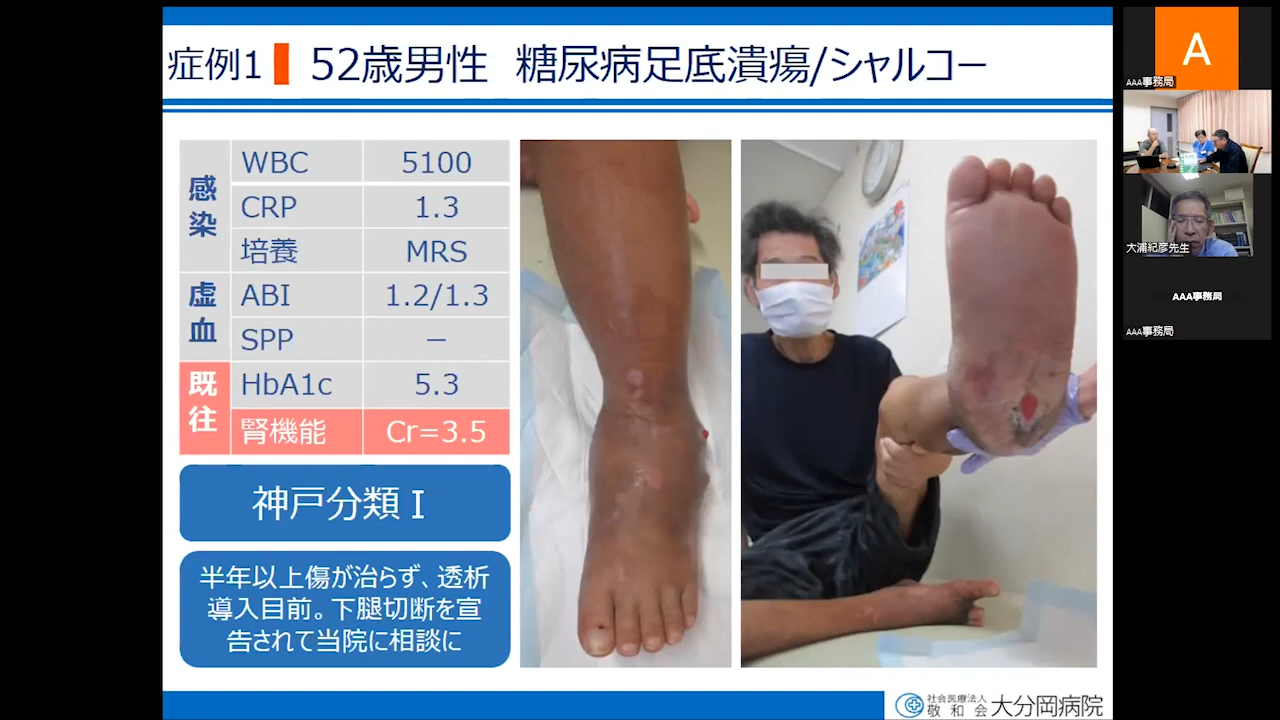 症例1 52歳男性 糖尿病足底潰瘍/シャルコー
感染
WBC 5100
CRP 1.3
培養 MRS
虚血
ABI 1.2/1.3
SPP －
既往
HbA1c 5.3
腎機能 Cr=3.5
神戸分類Ⅰ
半年以上傷が治らず、透析
導入目前。下腿切断を宣
告されて当院に相談に
社会医療法人
敬和会 大分岡病院
A
AAA事務局
大浦紀彦先生
AAA事務局
AAA事務局